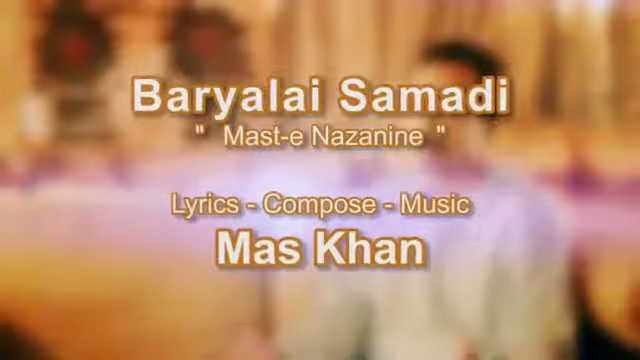 Baryalai Samadi
" Mast-e Nazanine "
Lyrics - Compose - Music
Mas Khan